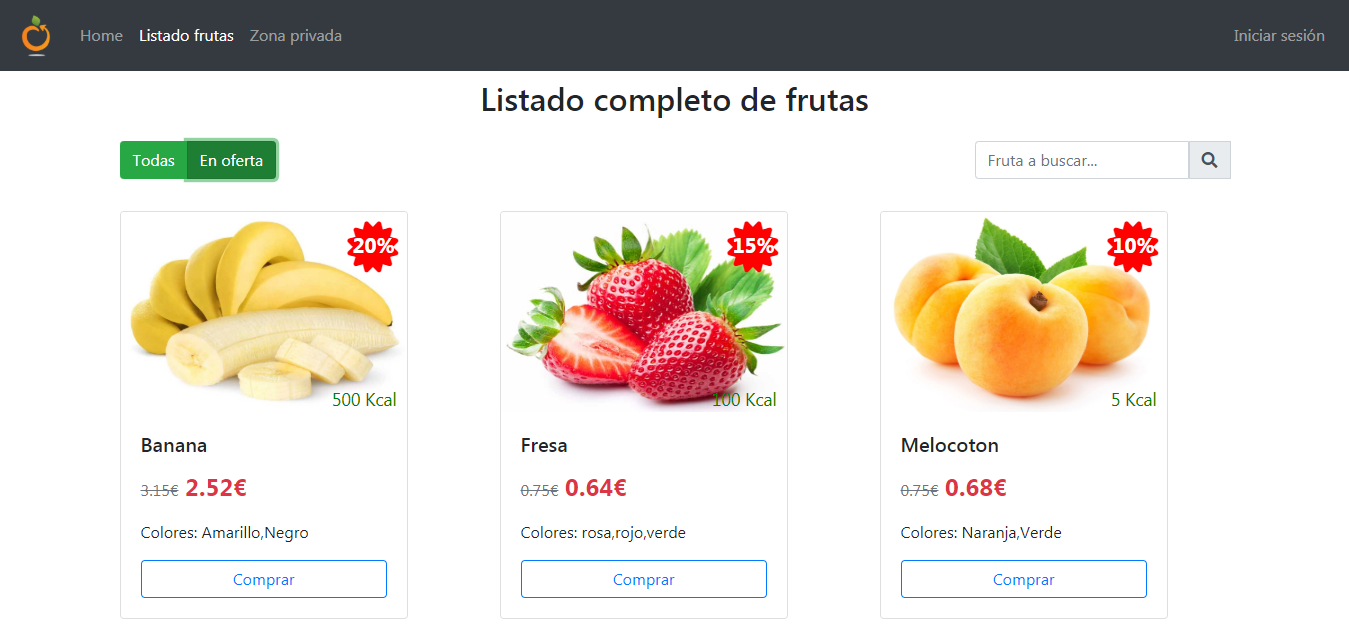 Home Listado frutas Zona privada Iniciar sesión
Listado completo de frutas
Todas En oferta Fruta a buscar...
20%
500 Kcal
Banana
3.15€ 2.52€
Colores: Amarillo,Negro
Comprar
15%
100 Kcal
Fresa
0.75€ 0.64€
Colores: rosa,rojo,verde
Comprar
10%
5 Kcal
Melocoton
0.75€ 0.68€
Colores: Naranja,Verde
Comprar